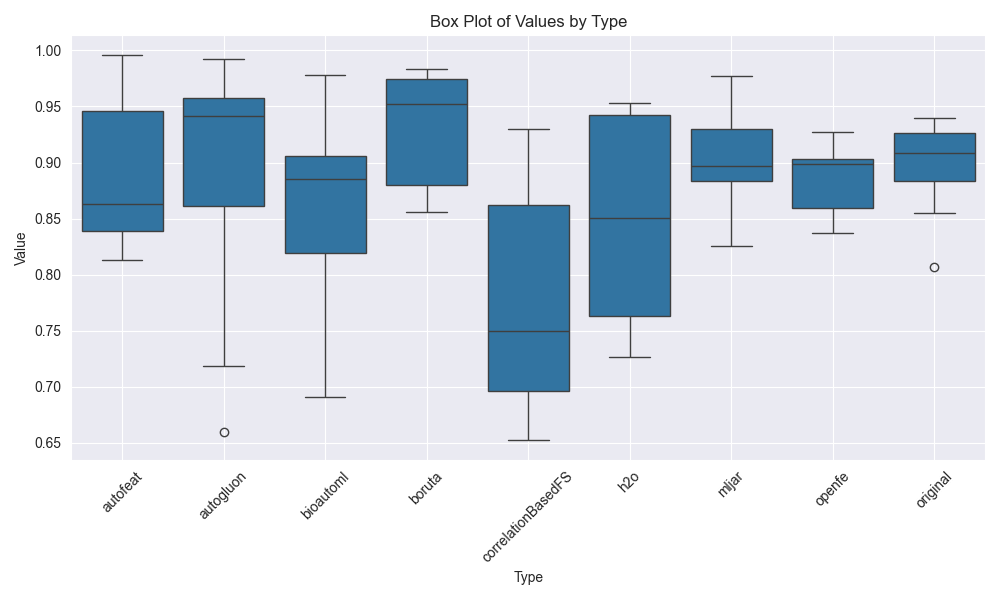 Box Plot of Values by Type
Value
1.00
0.95
0.90
0.85
0.80
0.75
0.70
0.65
autofeat
autogluon
bioautoml
boruta
correlationBasedFS
h2o
mljar
openfe
original
Type